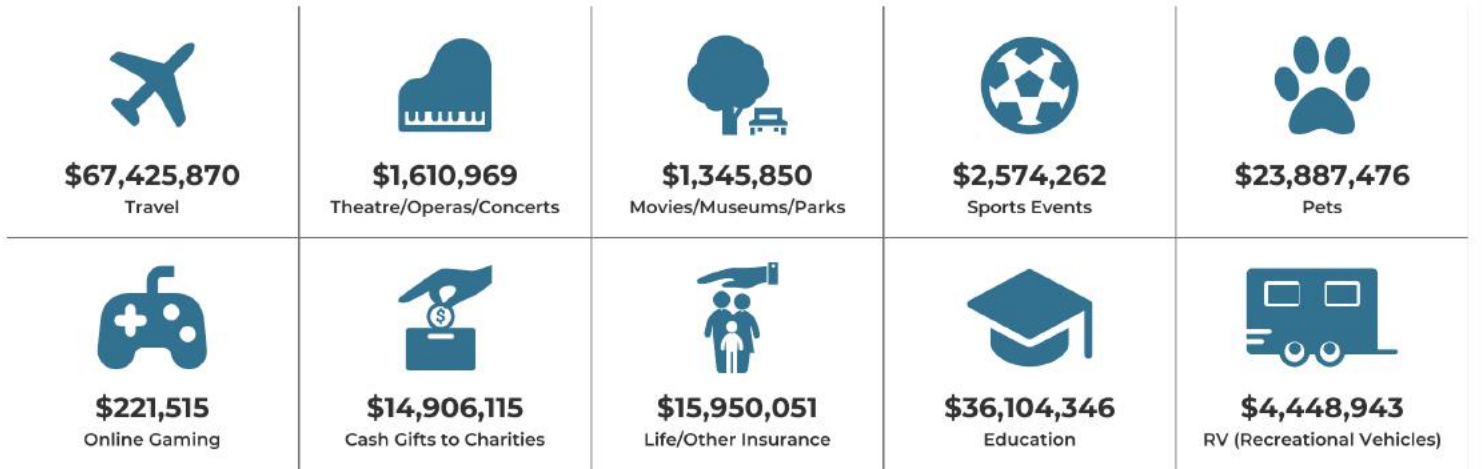 $67,425,870
Travel
$1,610,969
Theatre/Operas/Concerts
$1,345,850
Movies/Museums/Parks
$2,574,262
Sports Events
$23,887,476
Pets
$
$221,515
Online Gaming
$14,906,115
Cash Gifts to Charities
$15,950,051
Life/Other Insurance
$36,104,346
Education
$4,448,943
RV (Recreational Vehicles)